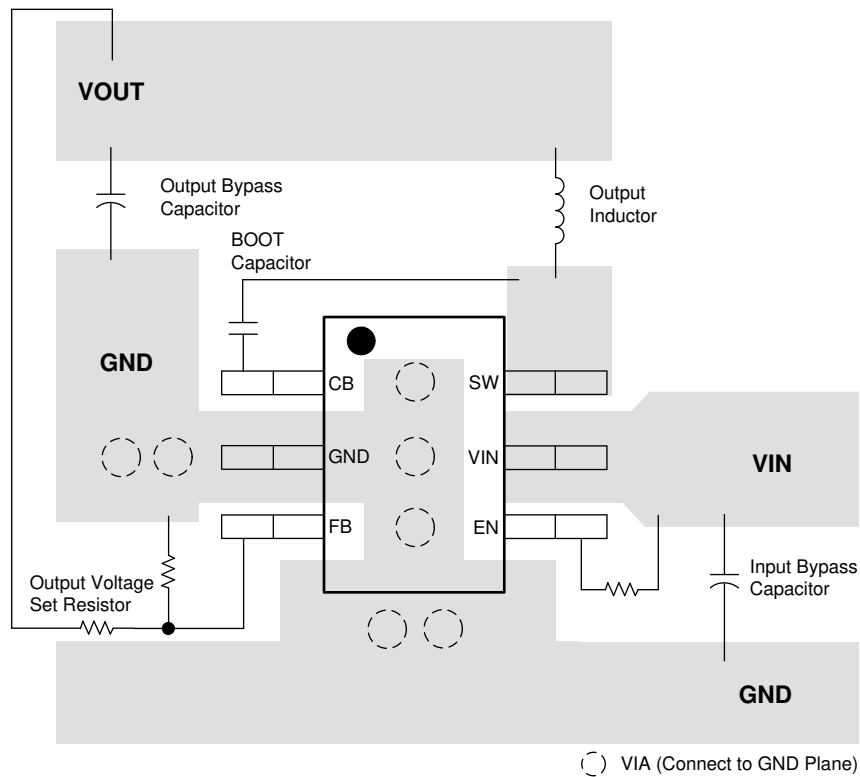 VOUT
Output Bypass
Capacitor
Output
Inductor
BOOT
Capacitor
GND
CB
SW
GND
VIN
VIN
FB
EN
Output Voltage
Set Resistor
Input Bypass
Capacitor
GND
VIA (Connect to GND Plane)